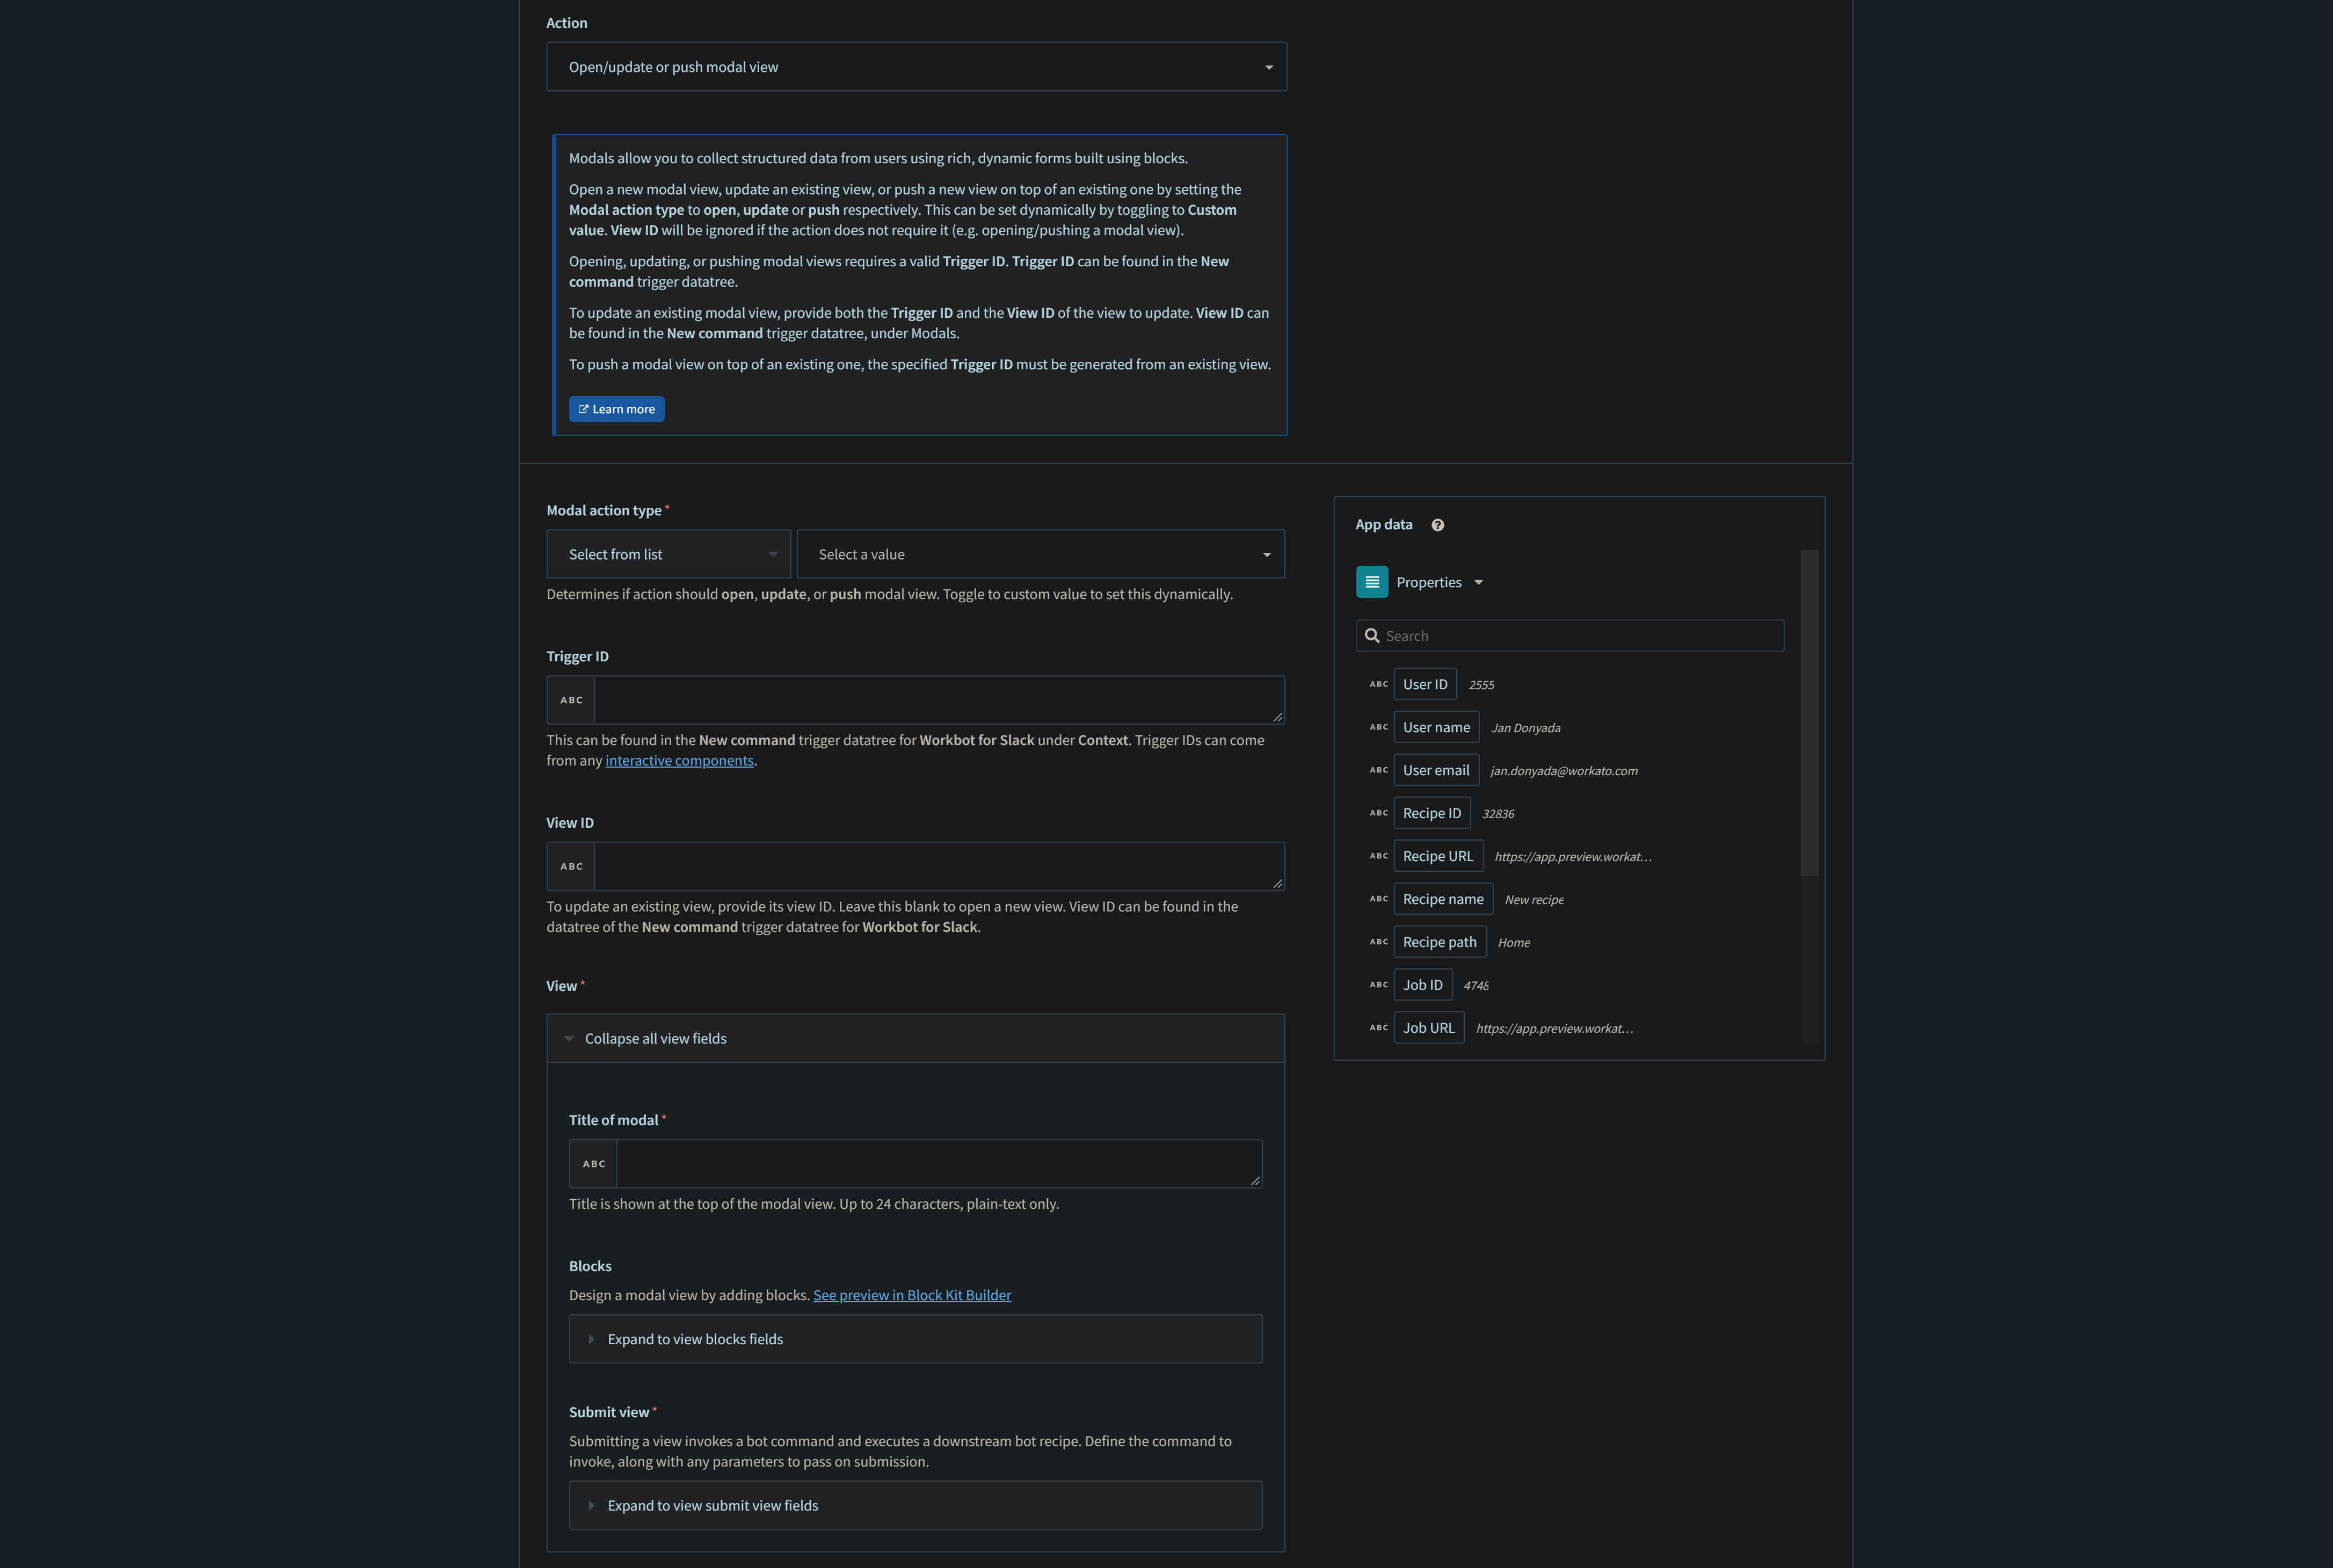 Action
Open/update or push modal view
Modals allow you to collect structured data from users using rich, dynamic forms built using blocks.
Open a new modal view, update an existing view, or push a new view on top of an existing one by setting the
Modal action type to open, update or push respectively. This can be set dynamically by toggling to Custom
value. View ID will be ignored if the action does not require it (e.g. opening/pushing a modal view).
Opening, updating, or pushing modal views requires a valid Trigger ID. Trigger ID can be found in the New
command trigger datatree.
To update an existing modal view, provide both the Trigger ID and the View ID of the view to update. View ID can
be found in the New command trigger datatree, under Modals.
To push a modal view on top of an existing one, the specified Trigger ID must be generated from an existing view.
Learn more
Modal action type *
Select from list
Select a value
Determines if action should open, update, or push modal view. Toggle to custom value to set this dynamically.
Trigger ID
ABC
This can be found in the New command trigger datatree for Workbot for Slack under Context. Trigger IDs can come
from any interactive components.
View ID
ABC
To update an existing view, provide its view ID. Leave this blank to open a new view. View ID can be found in the
datatree of the New command trigger datatree for Workbot for Slack.
View *
Collapse all view fields
Title of modal *
ABC
Title is shown at the top of the modal view. Up to 24 characters, plain-text only.
Blocks
Design a modal view by adding blocks. See preview in Block Kit Builder
Expand to view blocks fields
Submit view *
Submitting a view invokes a bot command and executes a downstream bot recipe. Define the command to
invoke, along with any parameters to pass on submission.
Expand to view submit view fields
App data ?
Properties
Search
ABC User ID 2555
ABC User name Jan Donyada
ABC User email jan.donyada@workato.com
ABC Recipe ID 32836
ABC Recipe URL https://app.preview.workat...
ABC Recipe name New recipe
ABC Recipe path Home
ABC Job ID 4748
ABC Job URL https://app.preview.workat...